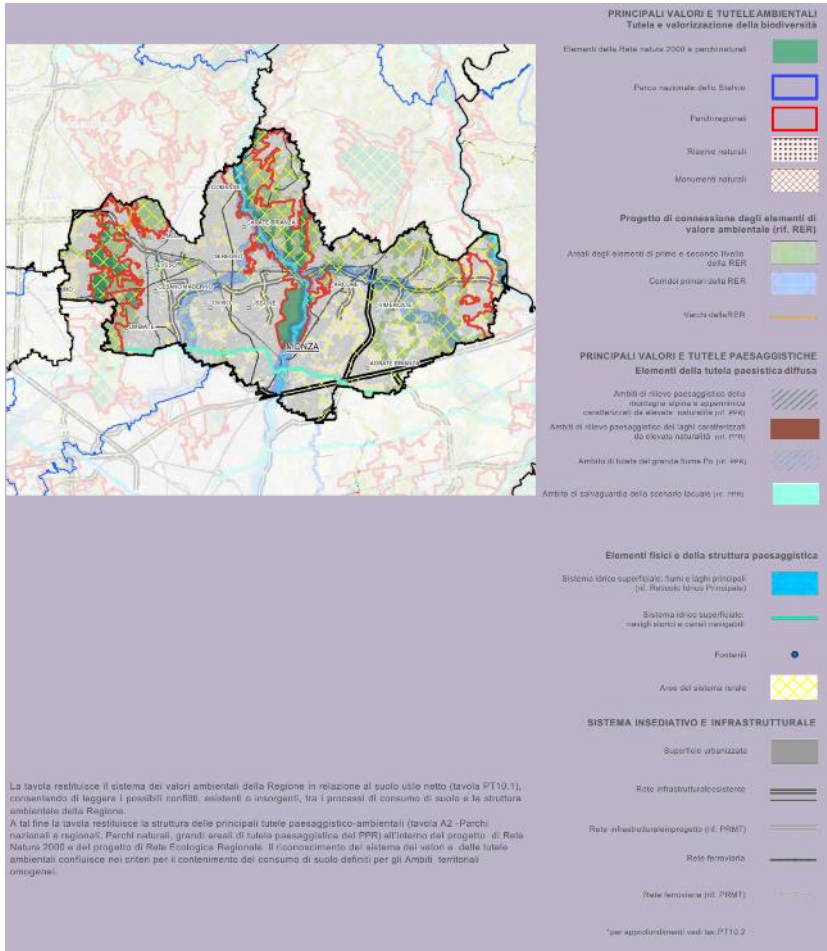 PRINCIPALI VALORI E TUTELE AMBIENTALI
Tutela e valorizzazione della biodiversità
Elementi della Rete natura 2000 e parchi naturali
Parco nazionale dello Stelvio
Parchi regionali
Riserve naturali
Monumenti naturali
Progetto di connessione degli elementi di
valore ambientale (rif. RER)
Areali degli elementi di primo e secondo livello
della RER
Corridoi primari della RER
Varchi della RER
PRINCIPALI VALORI E TUTELE PAESAGGISTICHE
Elementi della tutela paesistica diffusa
Ambiti di rilievo paesaggistico della
montagna alpina e appenninica
caratterizzati da elevata naturalità (rif. PPR)
Ambiti di rilievo paesaggistico dei laghi caratterizzati
da elevata naturalità (rif. PPR)
Ambito di tutela del grande fiume Po (rif. PPR)
Ambito di salvaguardia dello scenario lacuale (rif. PPR)
Elementi fisici e della struttura paesaggistica
Sistema idrico superficiale: fiumi e laghi principali
(rif. Reticolo Idrico Principale)
Sistema idrico superficiale:
navigli storici e canali navigabili
Fontanili
Aree del sistema rurale
SISTEMA INSEDIATIVO E INFRASTRUTTURALE
Superficie urbanizzata
Rete infrastrutturale esistente
Rete infrastrutturale in progetto (rif. PRMT)
Rete ferroviaria
Rete ferroviaria (rif. PRMT)
*per approfondimenti vedi tav.PT10.2
CARATE BRIANZA
SEREGNO
CESANO MADERNO
DESIO
LISSONE
ARCORE
VIMERCATE
LIMBIATE
MONZA
AGRATE BRIANZA
La tavola restituisce il sistema dei valori ambientali della Regione in relazione al suolo utile netto (tavola PT10.1),
consentendo di leggere i possibili conflitti, esistenti o insorgenti, tra i processi di consumo di suolo e la struttura
ambientale della Regione.
A tal fine la tavola restituisce la struttura delle principali tutele paesaggistico-ambientali (tavola A2 -Parchi
nazionali e regionali, Parchi naturali, grandi areali di tutela paesaggistica del PPR) all'interno del progetto di Rete
Natura 2000 e del progetto di Rete Ecologica Regionale. Il riconoscimento del sistema dei valori e delle tutele
ambientali confluisce nei criteri per il contenimento del consumo di suolo definiti per gli Ambiti territoriali
omogenei.